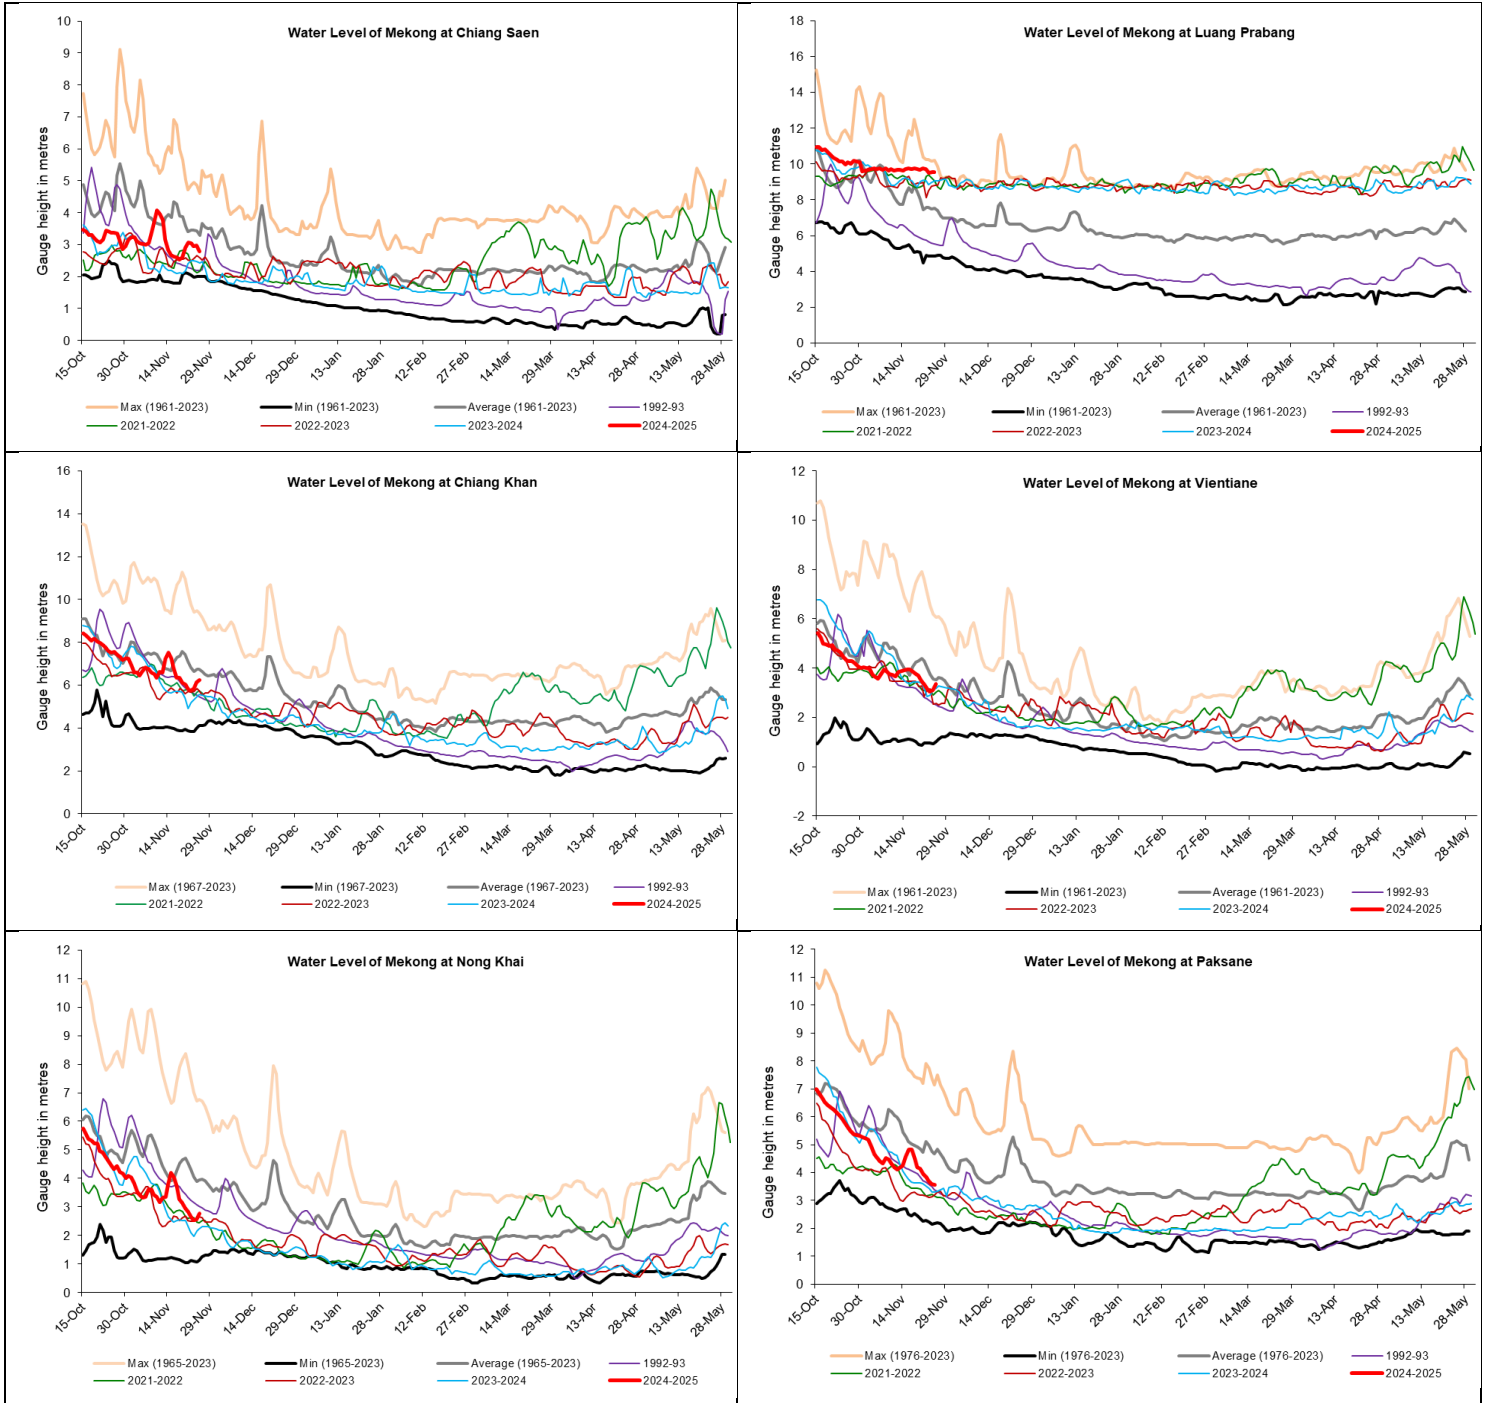 Water Level of Mekong at Chiang Saen
Gauge height in metres
10
9
8
7
6
5
4
3
2
1
0
15-Oct 30-Oct 14-Nov 29-Nov 14-Dec 29-Dec 13-Jan 28-Jan 12-Feb 27-Feb 14-Mar 29-Mar 13-Apr 28-Apr 13-May 28-May
Max (1961-2023) Min (1961-2023) Average (1961-2023) 1992-93
2021-2022 2022-2023 2023-2024 2024-2025
Water Level of Mekong at Luang Prabang
Gauge height in metres
18
16
14
12
10
8
6
4
2
0
15-Oct 30-Oct 14-Nov 29-Nov 14-Dec 29-Dec 13-Jan 28-Jan 12-Feb 27-Feb 14-Mar 29-Mar 13-Apr 28-Apr 13-May 28-May
Max (1961-2023) Min (1961-2023) Average (1961-2023) 1992-93
2021-2022 2022-2023 2023-2024 2024-2025
Water Level of Mekong at Chiang Khan
Gauge height in metres
16
14
12
10
8
6
4
2
0
15-Oct 30-Oct 14-Nov 29-Nov 14-Dec 29-Dec 13-Jan 28-Jan 12-Feb 27-Feb 14-Mar 29-Mar 13-Apr 28-Apr 13-May 28-May
Max (1967-2023) Min (1967-2023) Average (1967-2023) 1992-93
2021-2022 2022-2023 2023-2024 2024-2025
Water Level of Mekong at Vientiane
Gauge height in metres
12
10
8
6
4
2
0
-2
15-Oct 30-Oct 14-Nov 29-Nov 14-Dec 29-Dec 13-Jan 28-Jan 12-Feb 27-Feb 14-Mar 29-Mar 13-Apr 28-Apr 13-May 28-May
Max (1961-2023) Min (1961-2023) Average (1961-2023) 1992-93
2021-2022 2022-2023 2023-2024 2024-2025
Water Level of Mekong at Nong Khai
Gauge height in metres
12
11
10
9
8
7
6
5
4
3
2
1
0
15-Oct 30-Oct 14-Nov 29-Nov 14-Dec 29-Dec 13-Jan 28-Jan 12-Feb 27-Feb 14-Mar 29-Mar 13-Apr 28-Apr 13-May 28-May
Max (1965-2023) Min (1965-2023) Average (1965-2023) 1992-93
2021-2022 2022-2023 2023-2024 2024-2025
Water Level of Mekong at Paksane
Gauge height in metres
12
11
10
9
8
7
6
5
4
3
2
1
0
15-Oct 30-Oct 14-Nov 29-Nov 14-Dec 29-Dec 13-Jan 28-Jan 12-Feb 27-Feb 14-Mar 29-Mar 13-Apr 28-Apr 13-May 28-May
Max (1976-2023) Min (1976-2023) Average (1976-2023) 1992-93
2021-2022 2022-2023 2023-2024 2024-2025